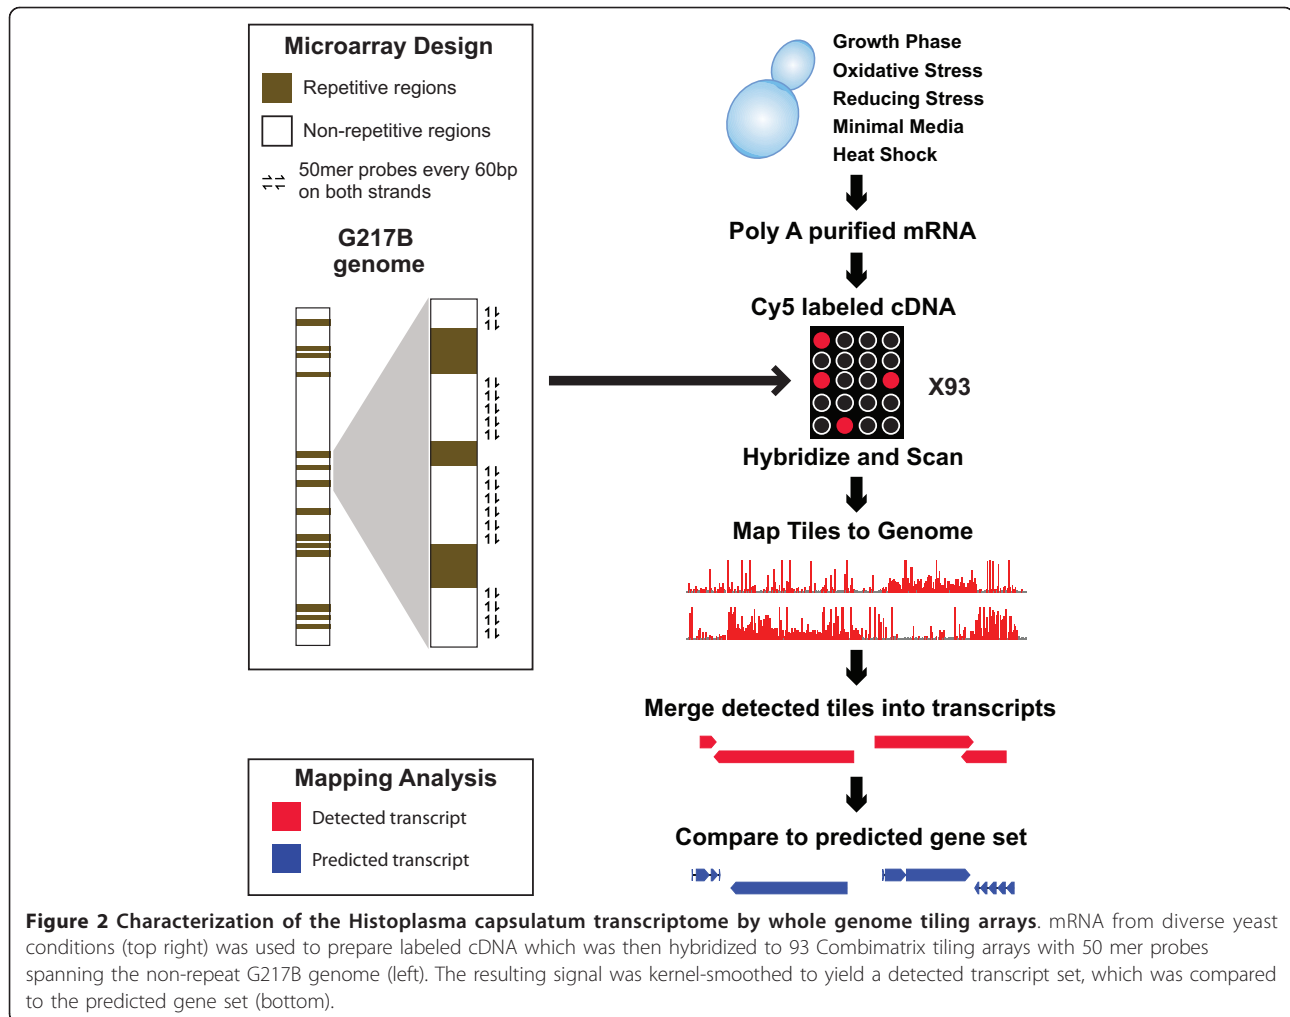 Microarray Design
Repetitive regions
Non-repetitive regions
50mer probes every 60bp
on both strands
G217B
genome
Growth Phase
Oxidative Stress
Reducing Stress
Minimal Media
Heat Shock
Poly A purified mRNA
Cy5 labeled cDNA
X93
Hybridize and Scan
Map Tiles to Genome
Merge detected tiles into transcripts
Compare to predicted gene set
Mapping Analysis
Detected transcript
Predicted transcript
Figure 2 Characterization of the Histoplasma capsulatum transcriptome by whole genome tiling arrays. mRNA from diverse yeast
conditions (top right) was used to prepare labeled cDNA which was then hybridized to 93 Combimatrix tiling arrays with 50 mer probes
spanning the non-repeat G217B genome (left). The resulting signal was kernel-smoothed to yield a detected transcript set, which was compared
to the predicted gene set (bottom).